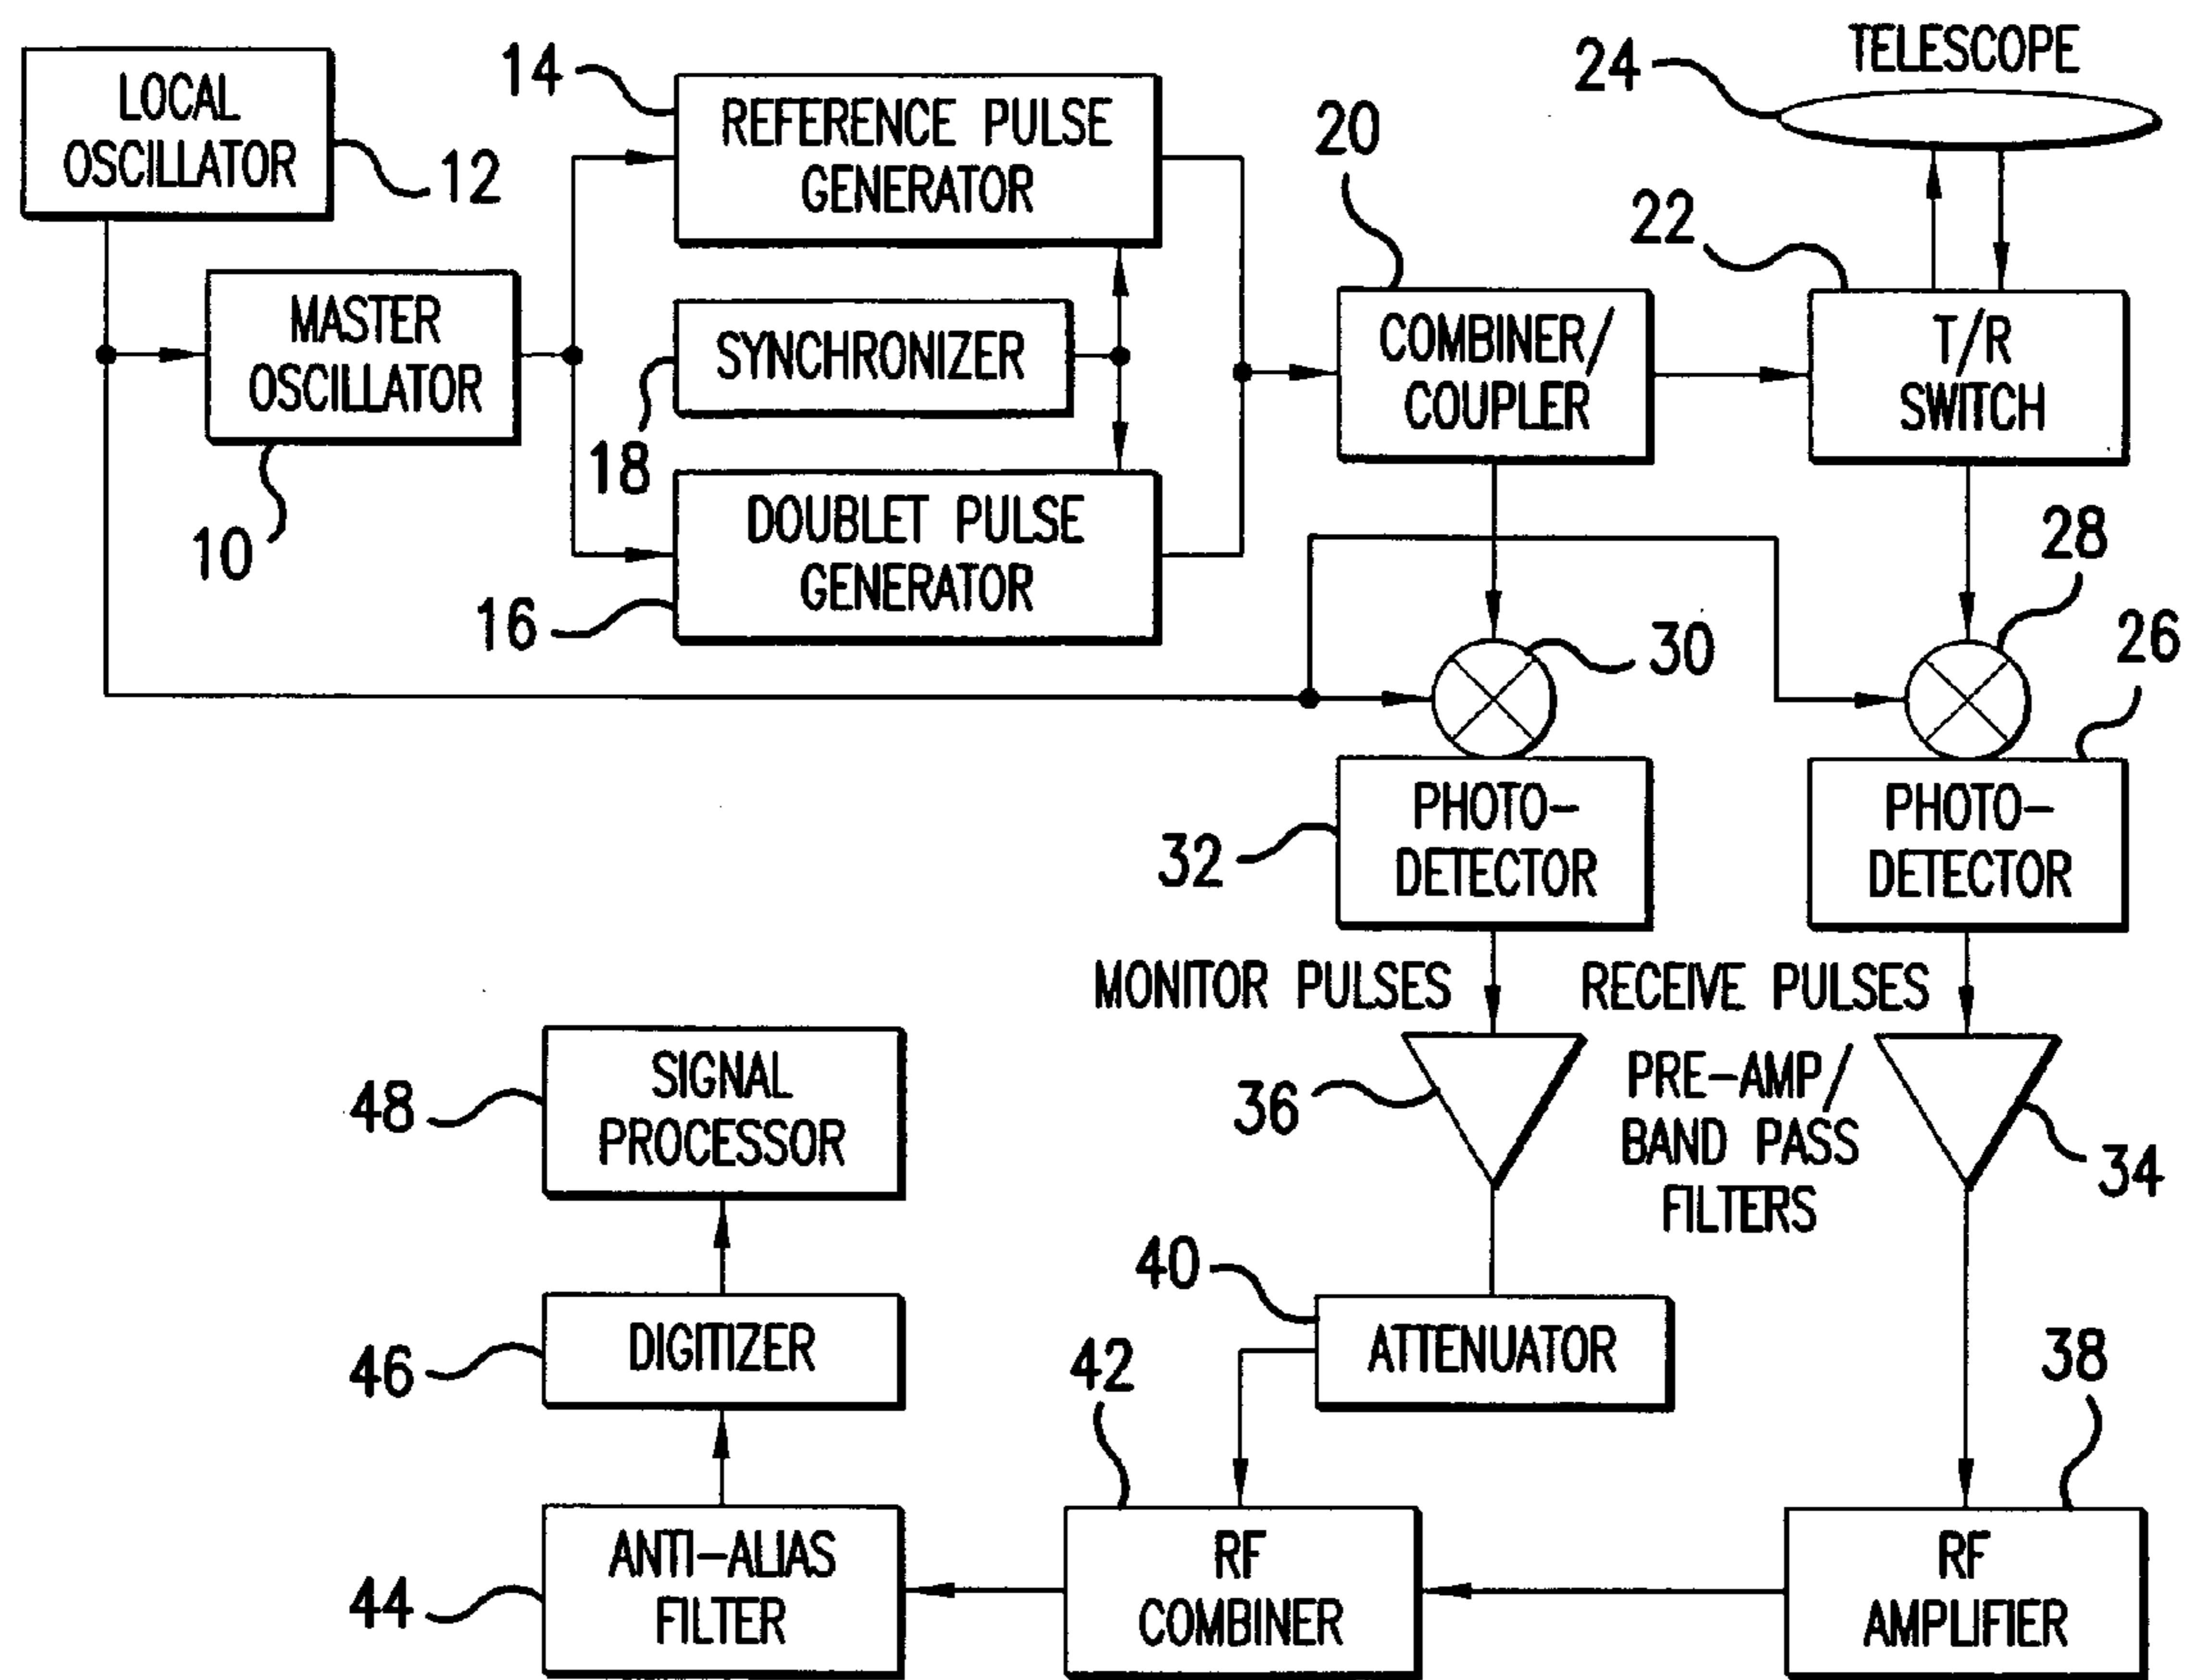 LOCAL
OSCILLATOR
12
14
REFERENCE PULSE
GENERATOR
20
24
TELESCOPE
MASTER
OSCILLATOR
10
SYNCHRONIZER
18
COMBINER/
COUPLER
22
T/R
SWITCH
DOUBLET PULSE
GENERATOR
16
30
28
26
32
PHOTO-
DETECTOR
PHOTO-
DETECTOR
MONITOR PULSES
RECEIVE PULSES
36
PRE-AMP/
BAND PASS
FILTERS
34
48
SIGNAL
PROCESSOR
40
ATTENUATOR
46
DIGITIZER
42
38
44
ANTI-ALIAS
FILTER
RF
COMBINER
RF
AMPLIFIER